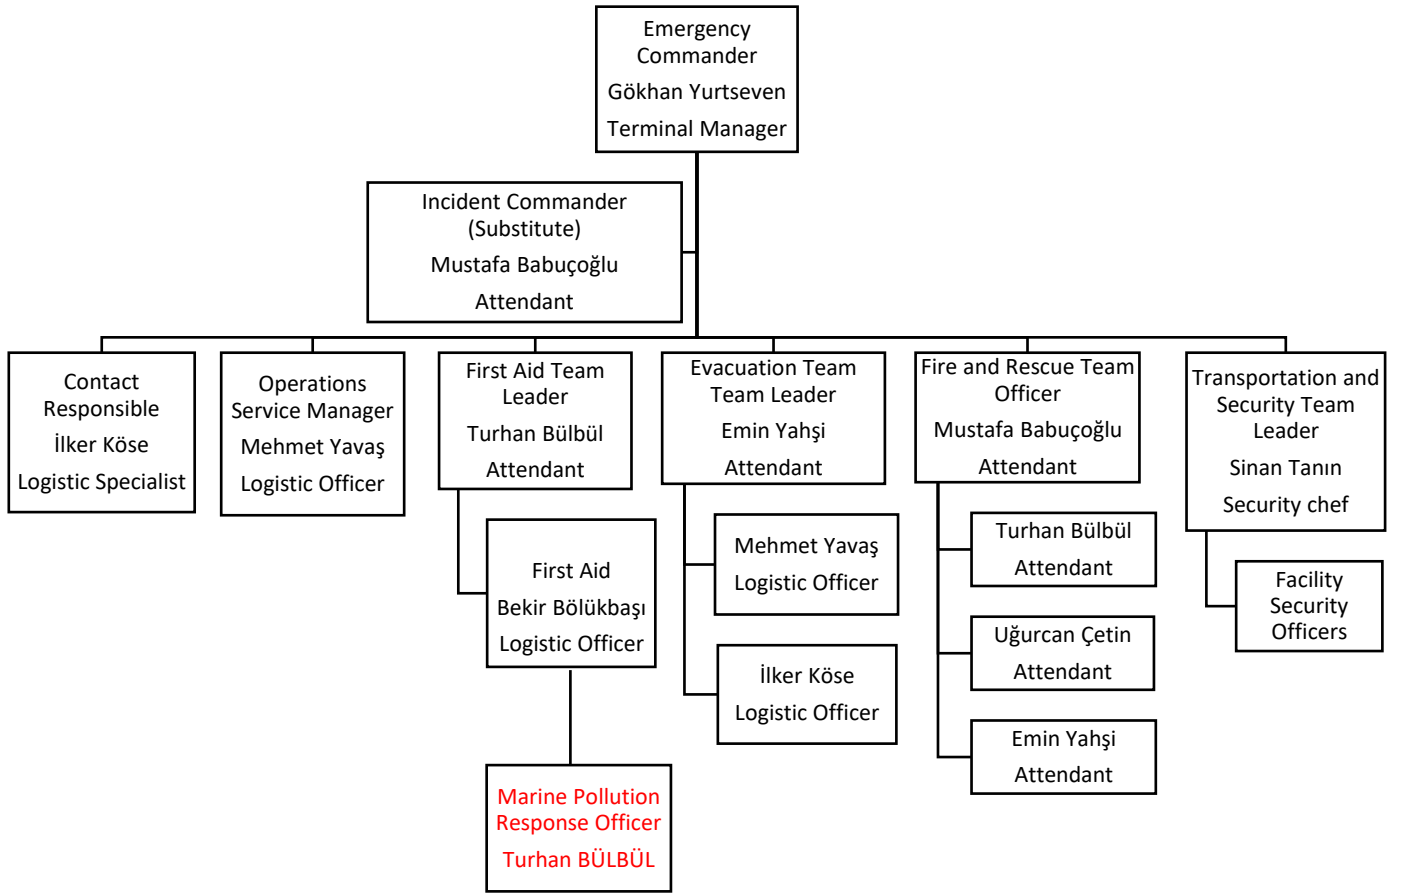 Emergency
Commander
Gökhan Yurtseven
Terminal Manager
Incident Commander
(Substitute)
Mustafa Babuçoğlu
Attendant
Contact
Responsible
İlker Köse
Logistic Specialist
Operations
Service Manager
Mehmet Yavaş
Logistic Officer
First Aid Team
Leader
Turhan Bülbül
Attendant
Evacuation Team
Team Leader
Emin Yahşi
Attendant
Fire and Rescue Team
Officer
Mustafa Babuçoğlu
Attendant
Transportation and
Security Team
Leader
Sinan Tanın
Security chef
First Aid
Bekir Bölükbaşı
Logistic Officer
Mehmet Yavaş
Logistic Officer
İlker Köse
Logistic Officer
Turhan Bülbül
Attendant
Uğurcan Çetin
Attendant
Emin Yahşi
Attendant
Facility
Security
Officers
Marine Pollution
Response Officer
Turhan BÜLBÜL